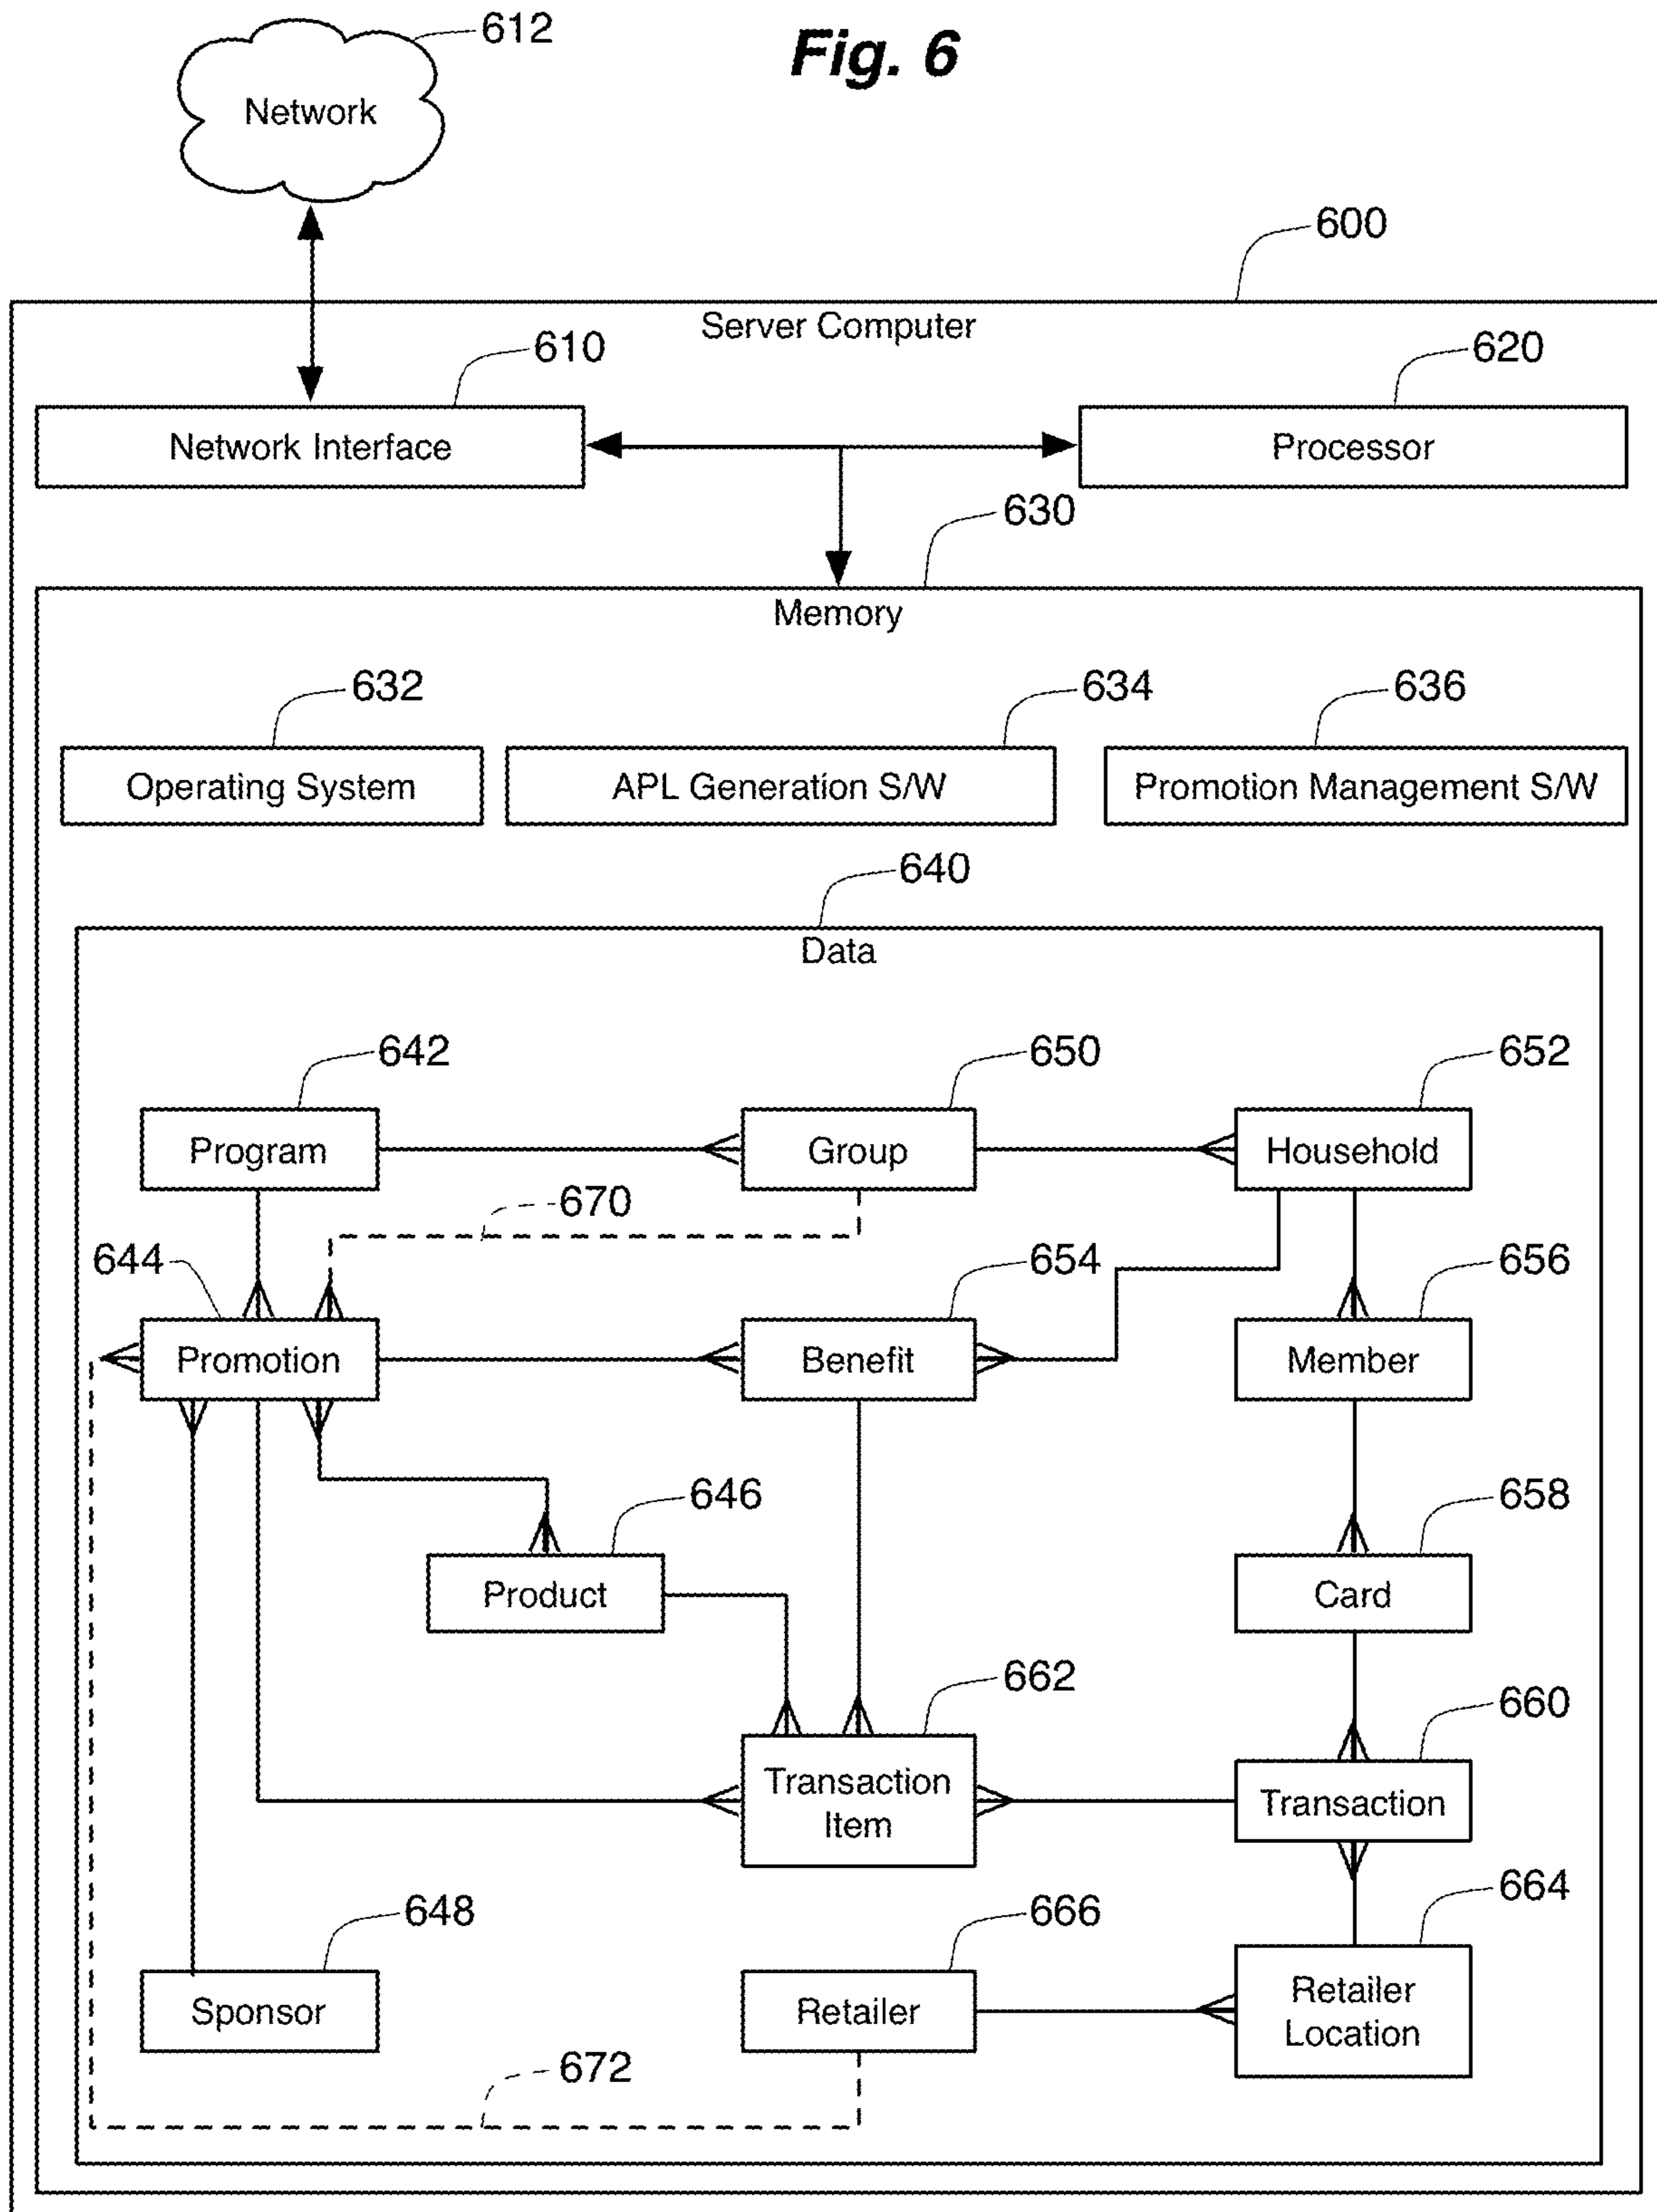 612
Fig. 6
Network
600
Server Computer
610
620
Network Interface
Processor
630
Memory
632
634
636
Operating System
APL Generation S/W
Promotion Management S/W
640
Data
642
650
652
Program
Group
Household
670
644
654
656
Promotion
Benefit
Member
646
658
Product
Card
662
660
Transaction
Item
Transaction
648
666
664
Sponsor
Retailer
Retailer
Location
672